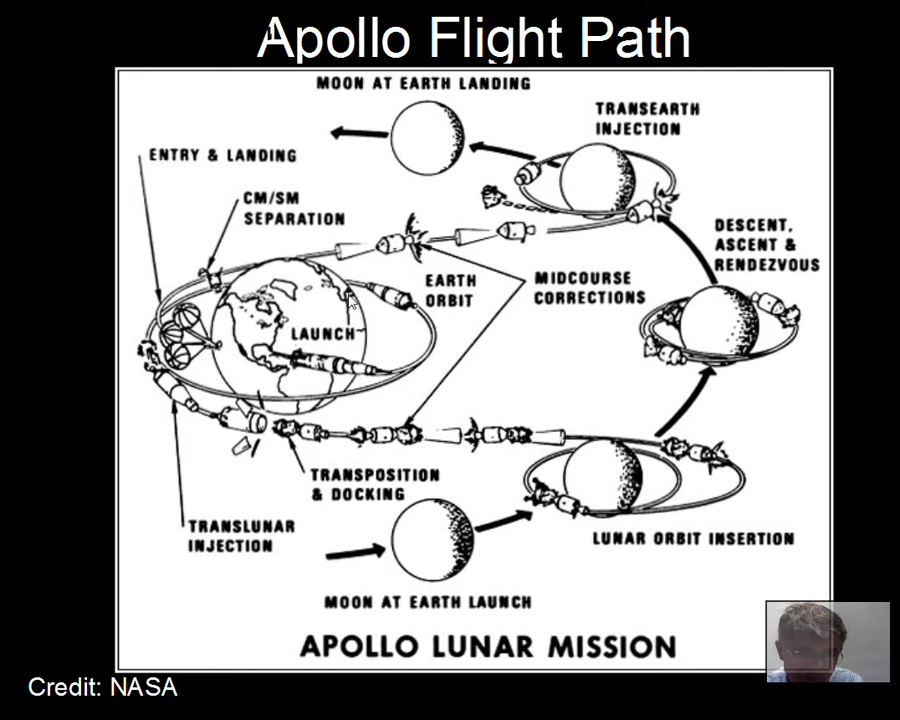 Apollo Flight Path
MOON AT EARTH LANDING
TRANSEARTH
INJECTION
ENTRY & LANDING
CM/SM
SEPARATION
DESCENT,
ASCENT &
RENDEZVOUS
EARTH
ORBIT
MIDCOURSE
CORRECTIONS
LAUNCH
TRANSPOSITION
& DOCKING
TRANSLUNAR
INJECTION
LUNAR ORBIT INSERTION
MOON AT EARTH LAUNCH
APOLLO LUNAR MISSION
Credit: NASA